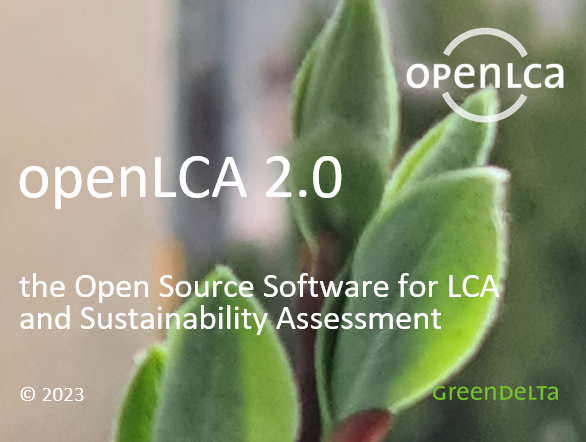 openLca
openLCA 2.0
the Open Source Software for LCA
and Sustainability Assessment
© 2023
GreenDeLTa